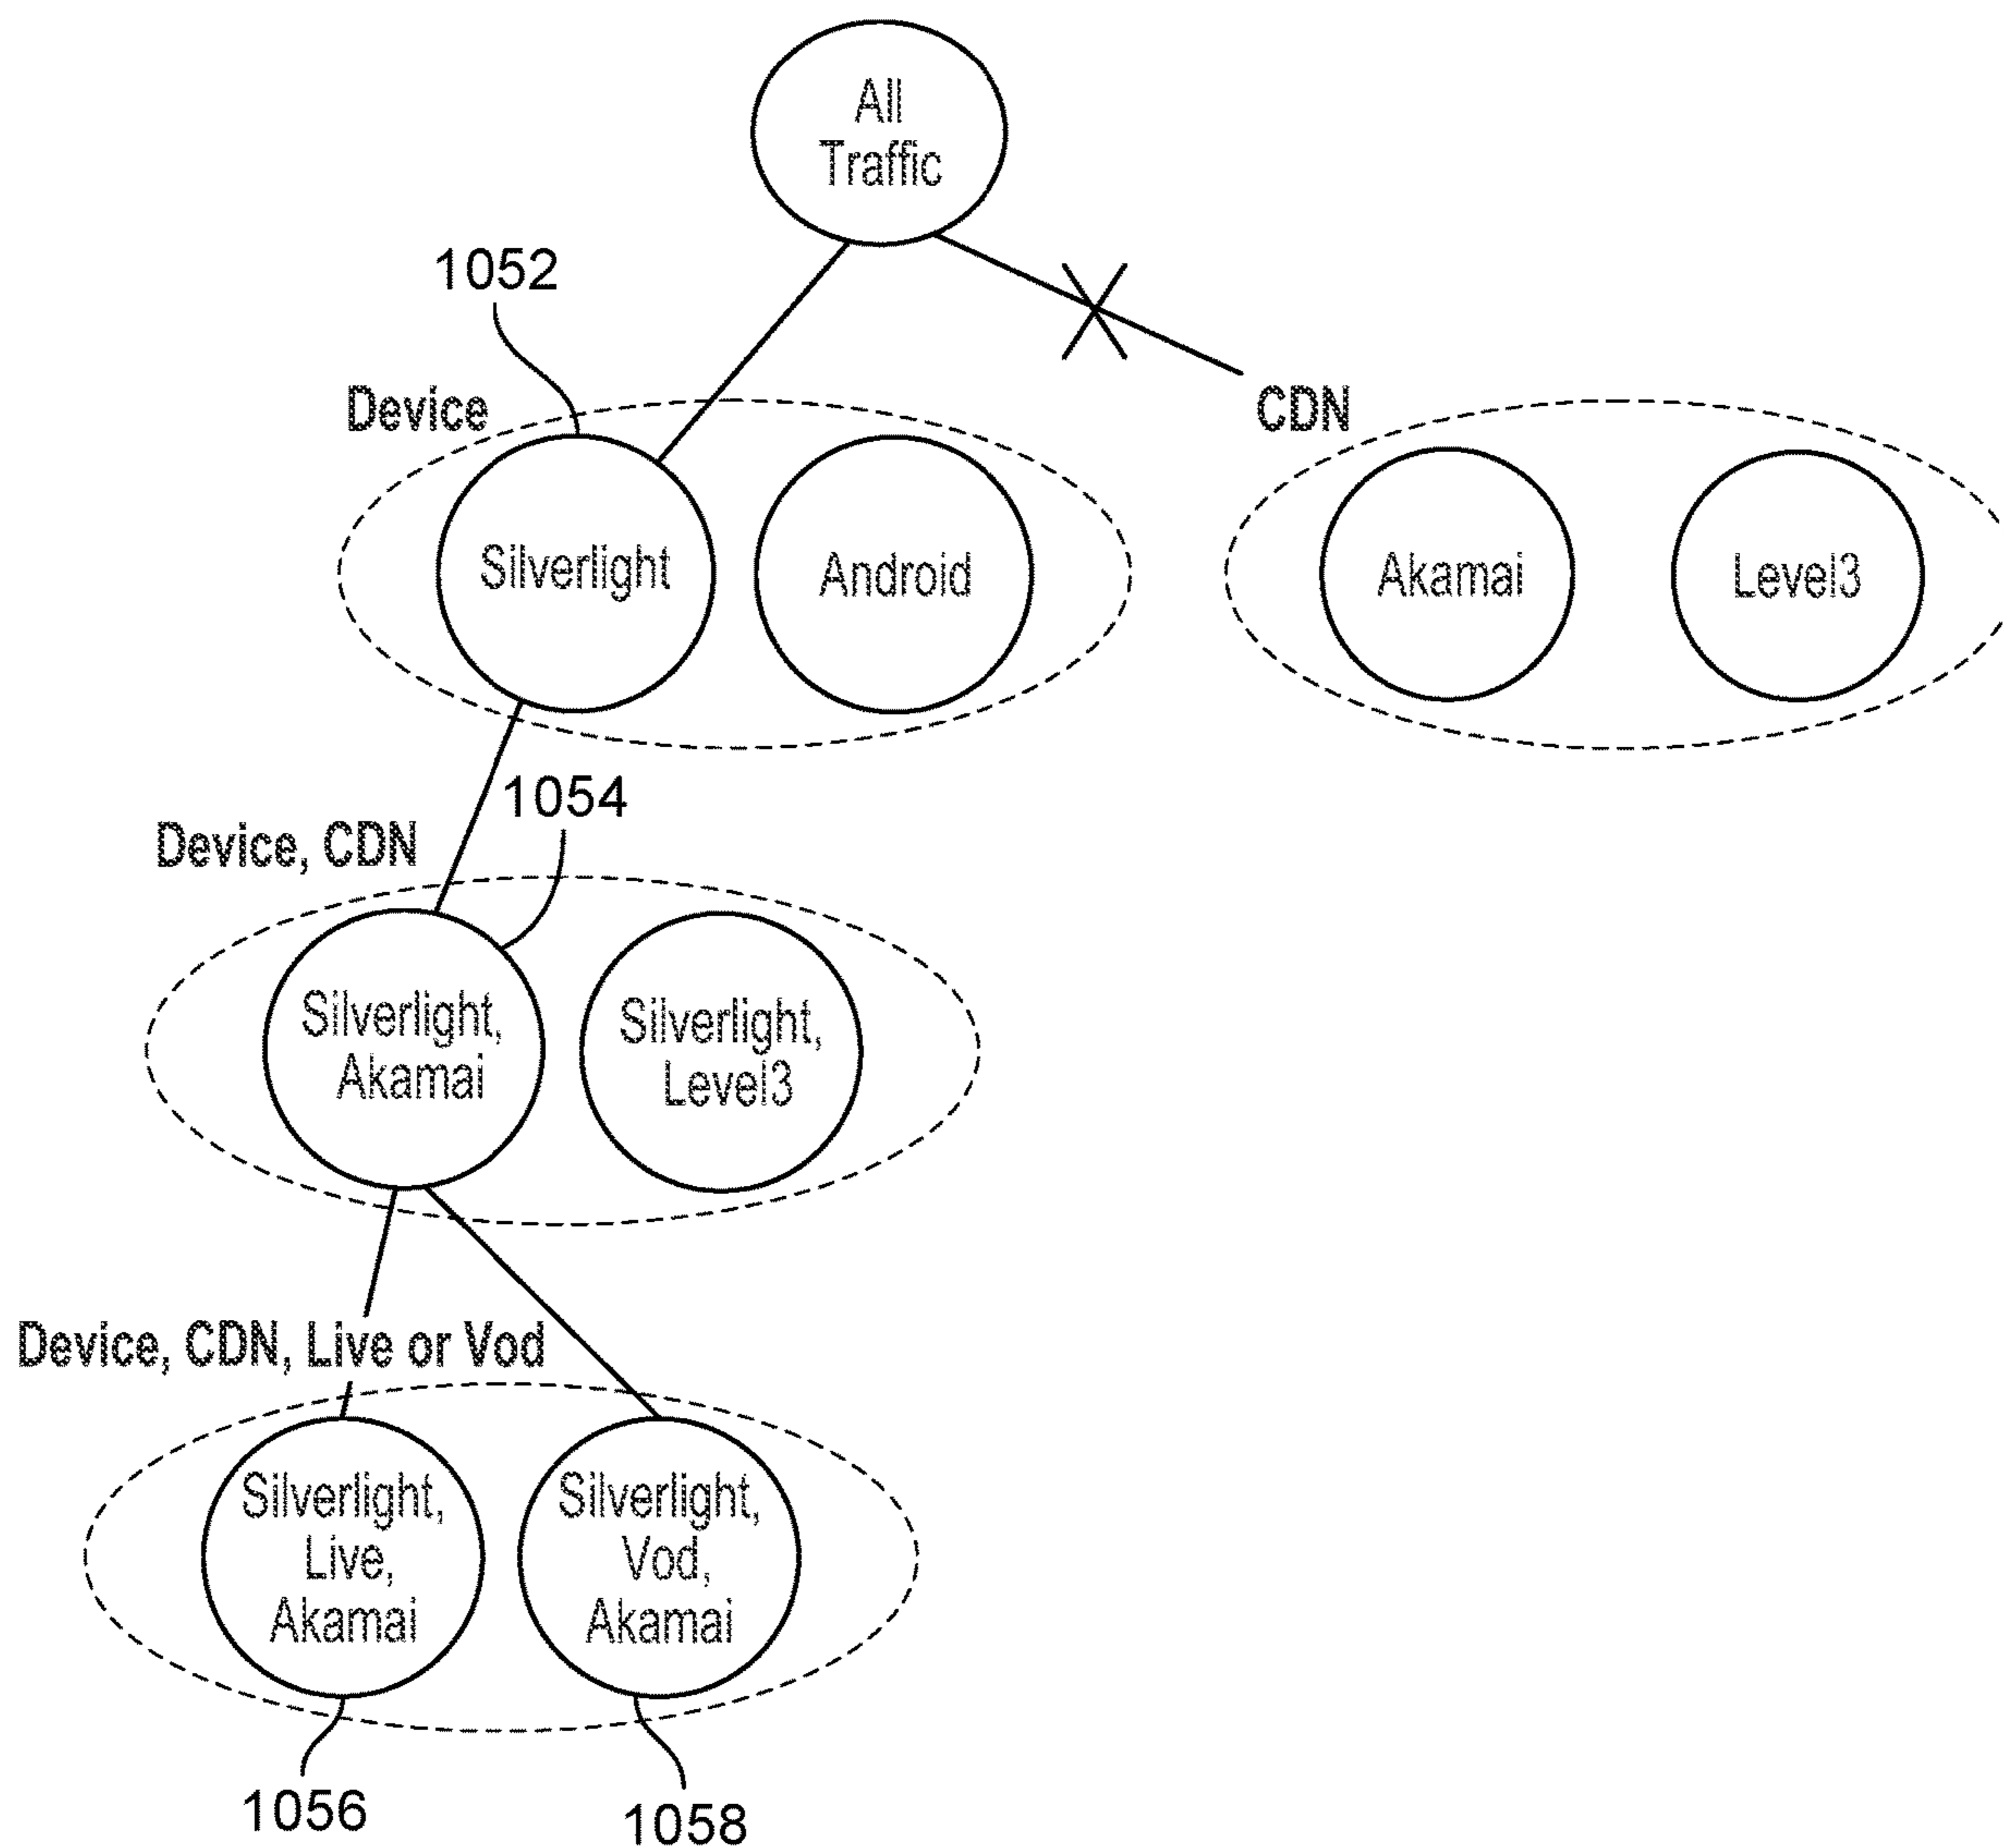 All
Traffic
1052
Device
CDN
Silverlight
Android
Akamai
Level3
1054
Device, CDN
Silverlight,
Akamai
Silverlight,
Level3
Device, CDN, Live or Vod
Silverlight,
Live,
Akamai
Silverlight,
Vod,
Akamai
1056
1058